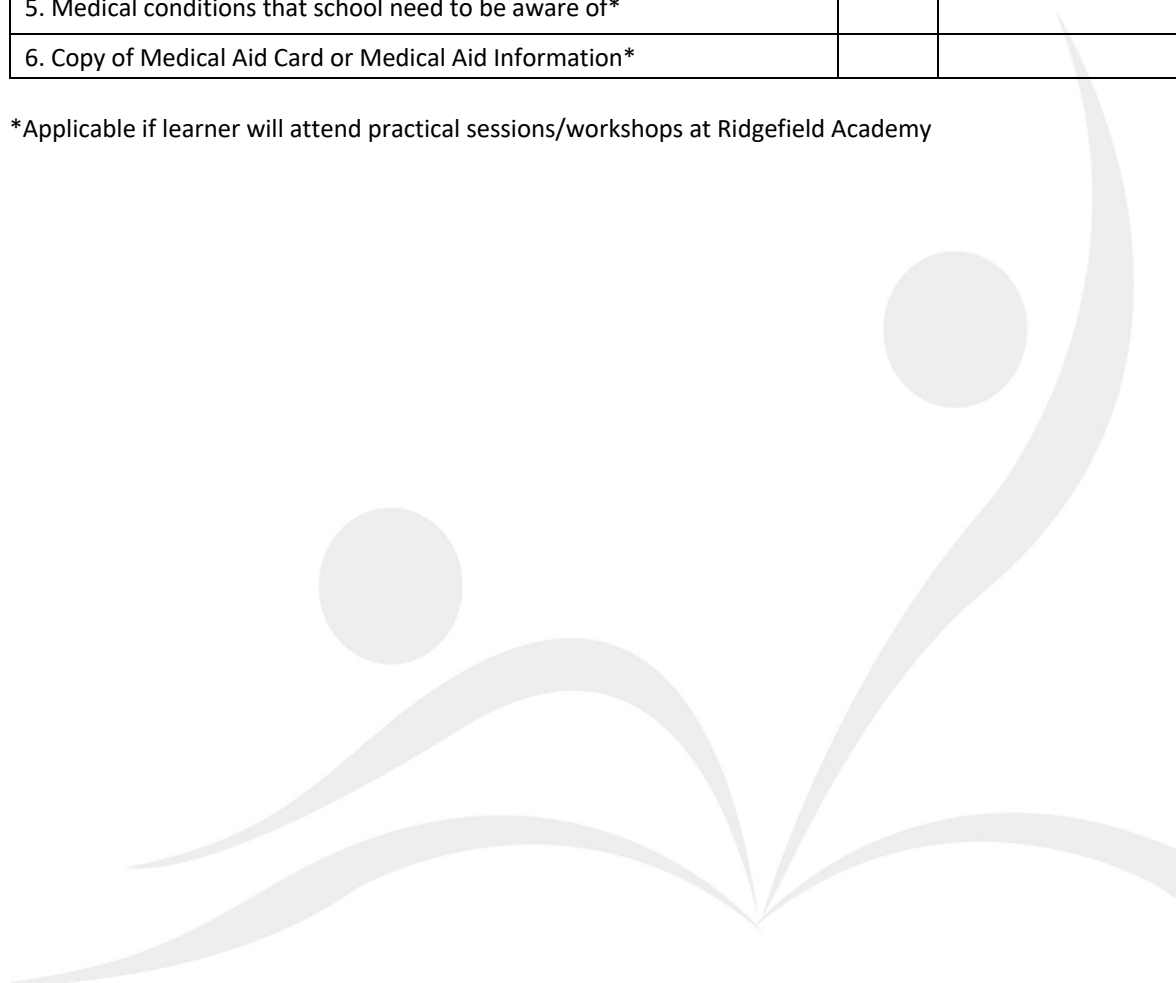 5. Medical conditions that school need to be aware of*
6. Copy of Medical Aid Card or Medical Aid Information*
*Applicable if learner will attend practical sessions/workshops at Ridgefield Academy